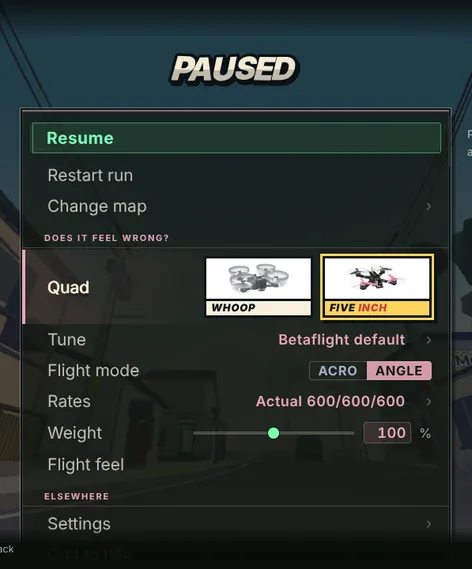 PAUSED
Resume
Restart run
Change map
DOES IT FEEL WRONG?
Quad
WHOOP
FIVE INCH
Tune Betaflight default
Flight mode ACRO ANGLE
Rates Actual 600/600/600
Weight 100 %
Flight feel
ELSEWHERE
Settings